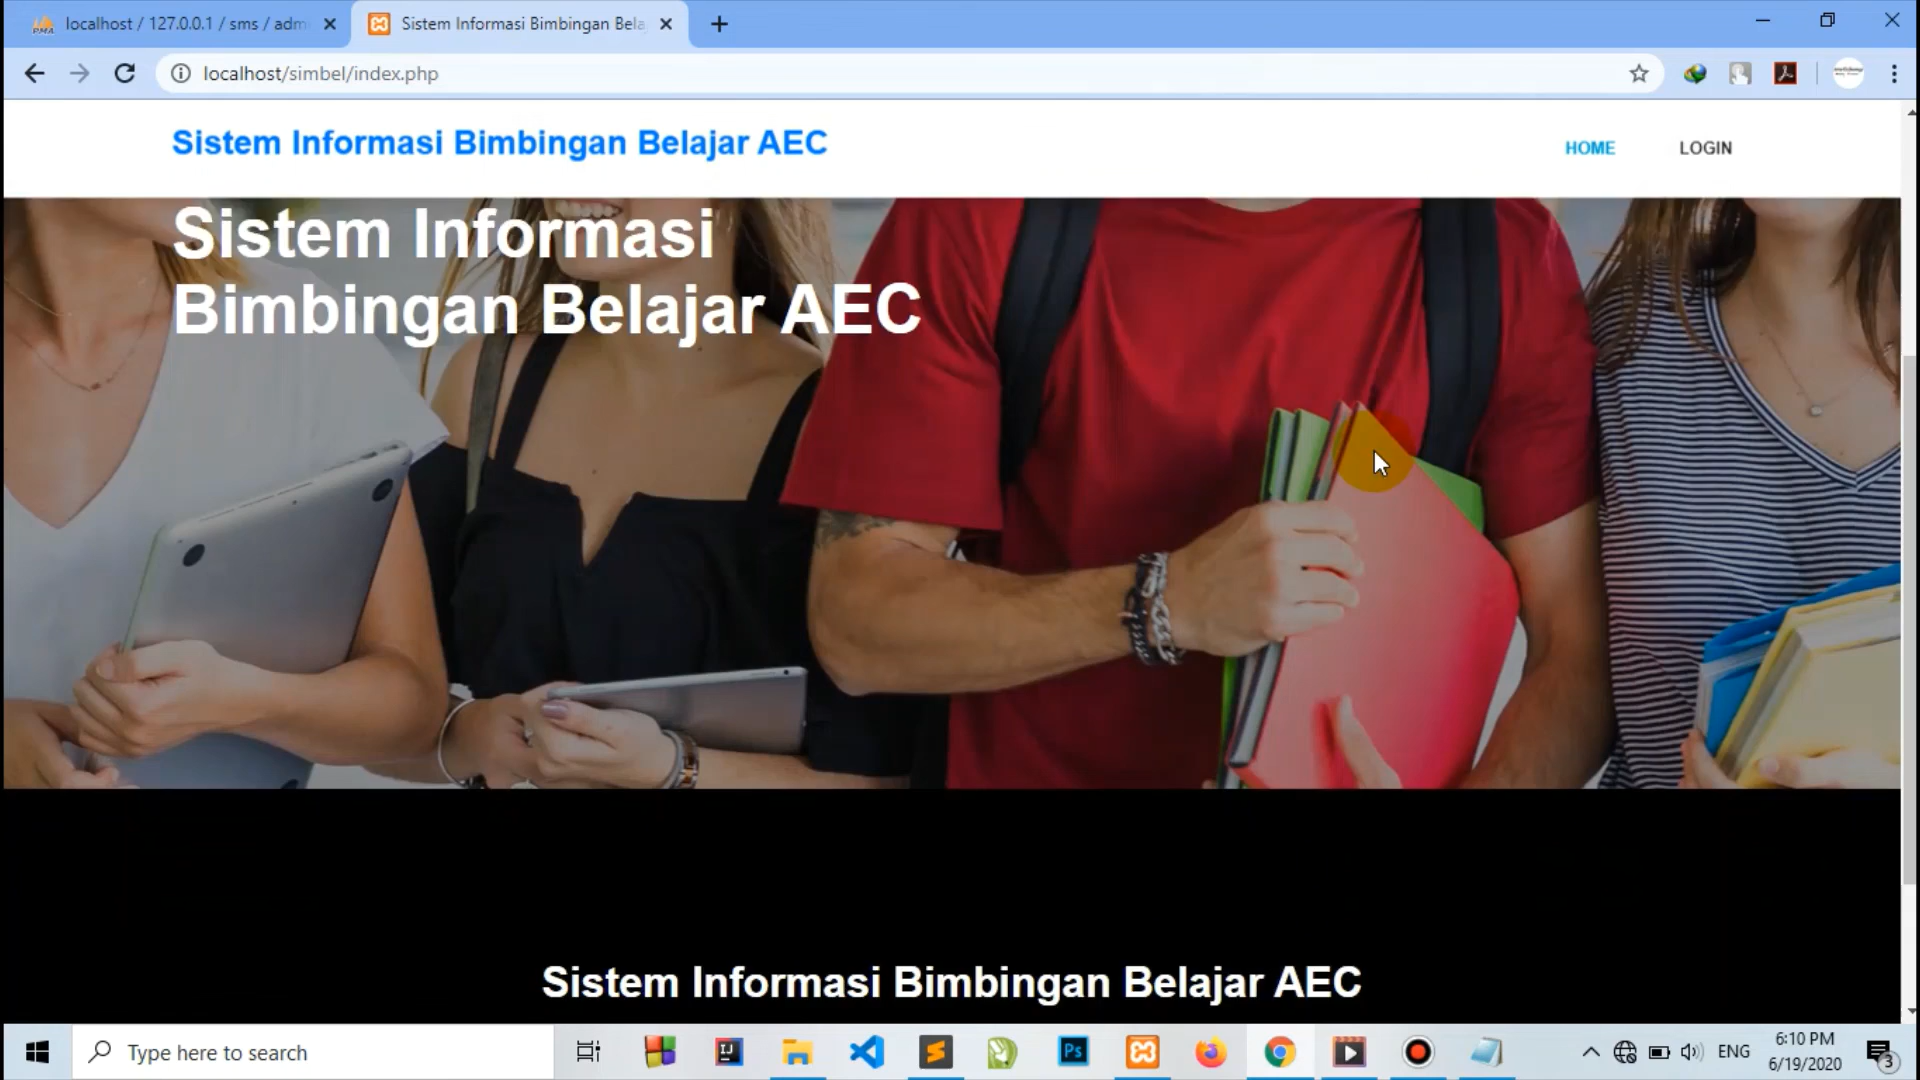 localhost / 127.0.0.1 / sms / adm
Sistem Informasi Bimbingan Bela
localhost/simbel/index.php
Sistem Informasi Bimbingan Belajar AEC
HOME
LOGIN
Sistem Informasi
Bimbingan Belajar AEC
Sistem Informasi Bimbingan Belajar AEC
Type here to search
Ps
ENG
6:10 PM
6/19/2020
3